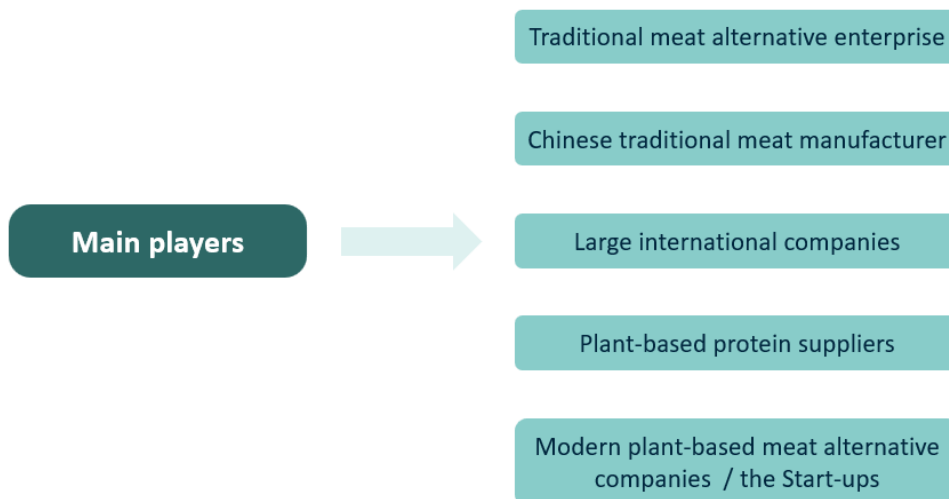 Traditional meat alternative enterprise
Chinese traditional meat manufacturer
Main players
Large international companies
Plant-based protein suppliers
Modern plant-based meat alternative
companies / the Start-ups